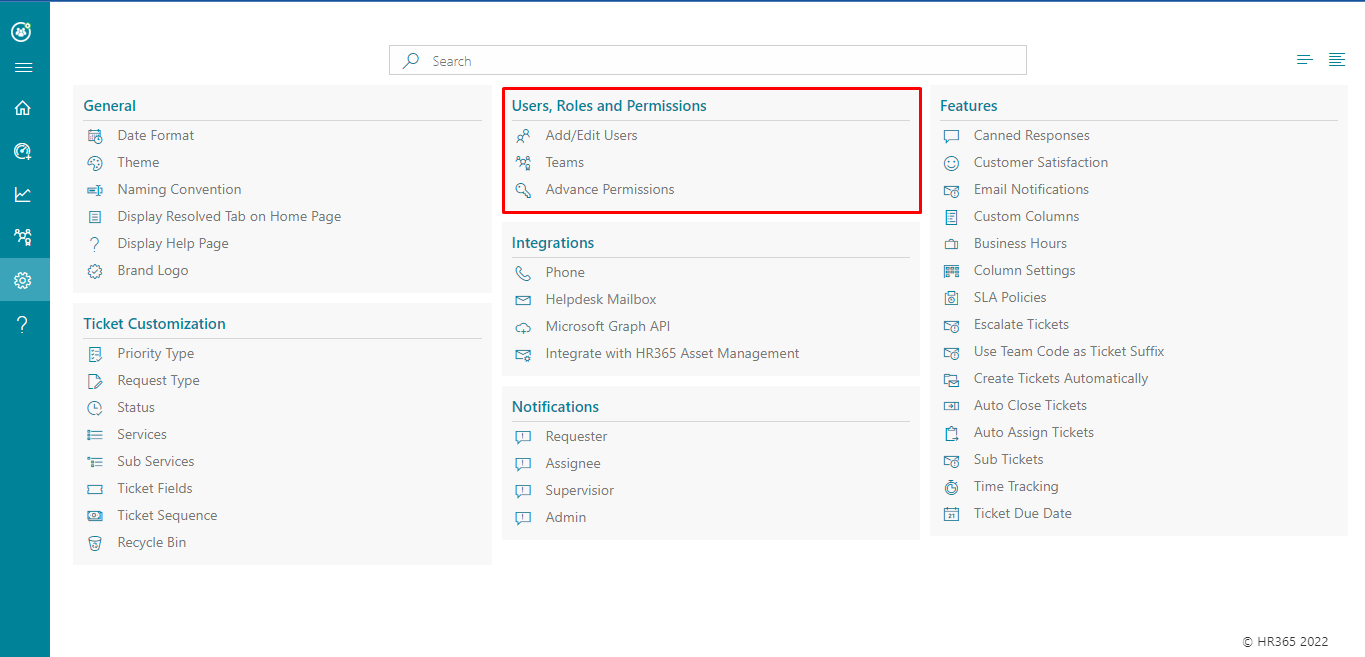 Search
General
Date Format
Theme
Naming Convention
Display Resolved Tab on Home Page
Display Help Page
Brand Logo
Ticket Customization
Priority Type
Request Type
Status
Services
Sub Services
Ticket Fields
Ticket Sequence
Recycle Bin
Users, Roles and Permissions
Add/Edit Users
Teams
Advance Permissions
Integrations
Phone
Helpdesk Mailbox
Microsoft Graph API
Integrate with HR365 Asset Management
Notifications
Requester
Assignee
Supervisior
Admin
Features
Canned Responses
Customer Satisfaction
Email Notifications
Custom Columns
Business Hours
Column Settings
SLA Policies
Escalate Tickets
Use Team Code as Ticket Suffix
Create Tickets Automatically
Auto Close Tickets
Auto Assign Tickets
Sub Tickets
Time Tracking
Ticket Due Date
© HR365 2022